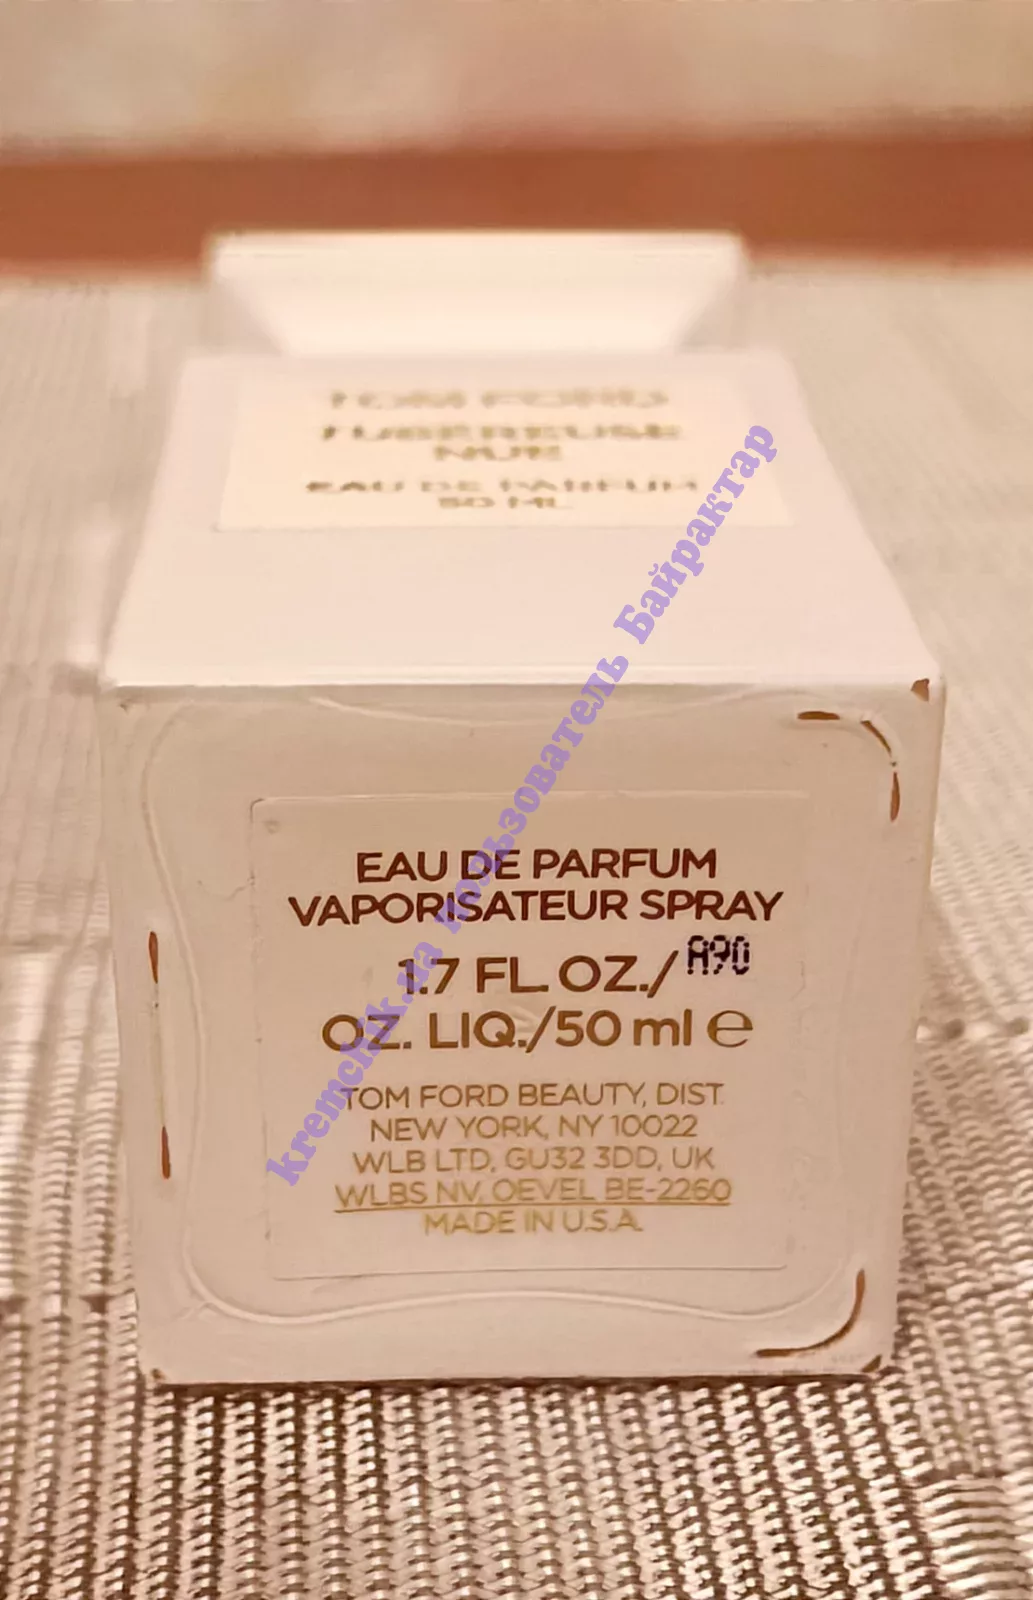 TOM FORD
TUBEREUSE
NUE
EAU DE PARFUM
50 ML
EAU DE PARFUM
VAPORISATEUR SPRAY
1.7 FL. OZ./ A90
OZ. LIQ./50 ml e
TOM FORD BEAUTY, DIST.
NEW YORK, NY 10022
WLB LTD, GU32 3DD, UK
WLBS NV, OEVEL BE-2260
MADE IN U.S.A.
kremchik.ua пользователь Байрактар